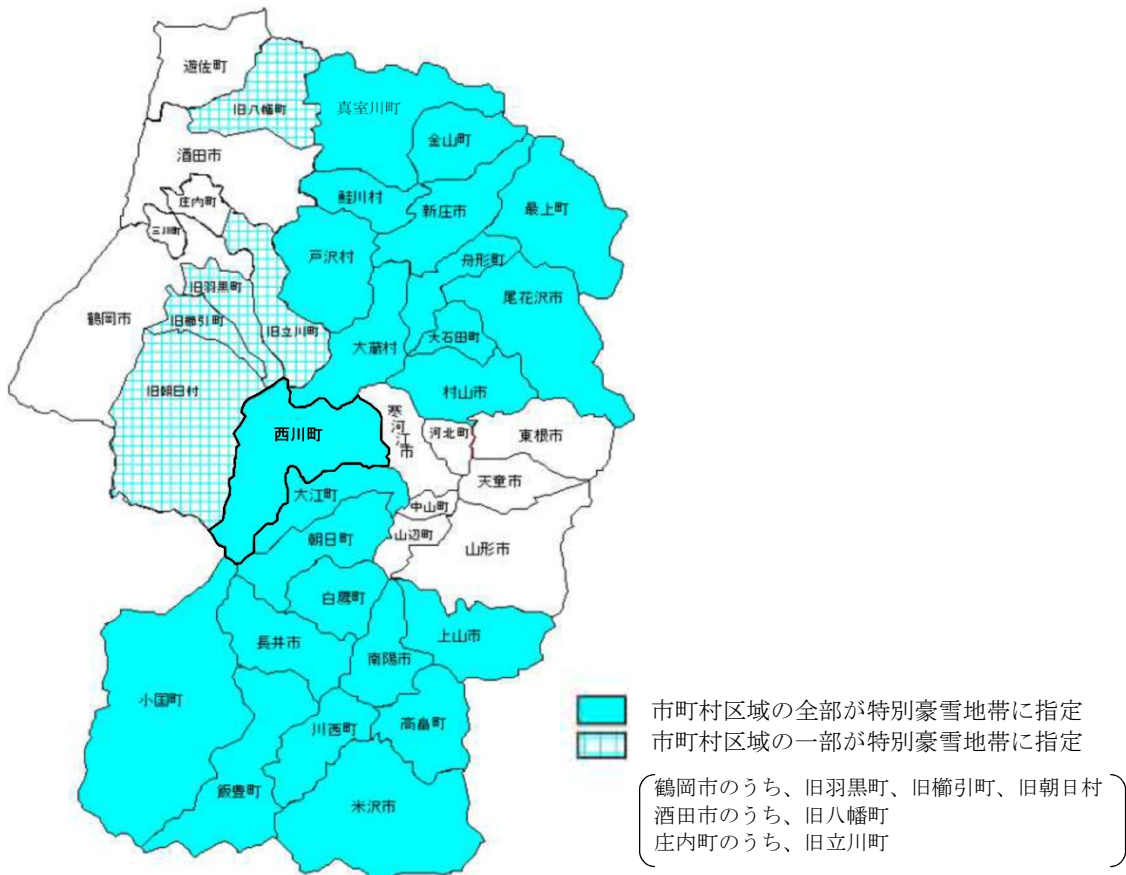 遊佐町
旧八幡町
真室川町
金山町
酒田市
庄内町
鮭川村
新庄市
最上町
三川町
戸沢村
舟形町
旧羽黒町
尾花沢市
鶴岡市
旧櫛引町
旧立川町
大石田町
大蔵村
旧朝日村
村山市
西川町
寒河江市
河北町
東根市
天童市
大江町
中山町
朝日町
山辺町
山形市
白鷹町
上山市
長井市
南陽市
小国町
川西町
高畠町
飯豊町
米沢市
市町村区域の全部が特別豪雪地帯に指定
市町村区域の一部が特別豪雪地帯に指定
鶴岡市のうち、旧羽黒町、旧櫛引町、旧朝日村
酒田市のうち、旧八幡町
庄内町のうち、旧立川町